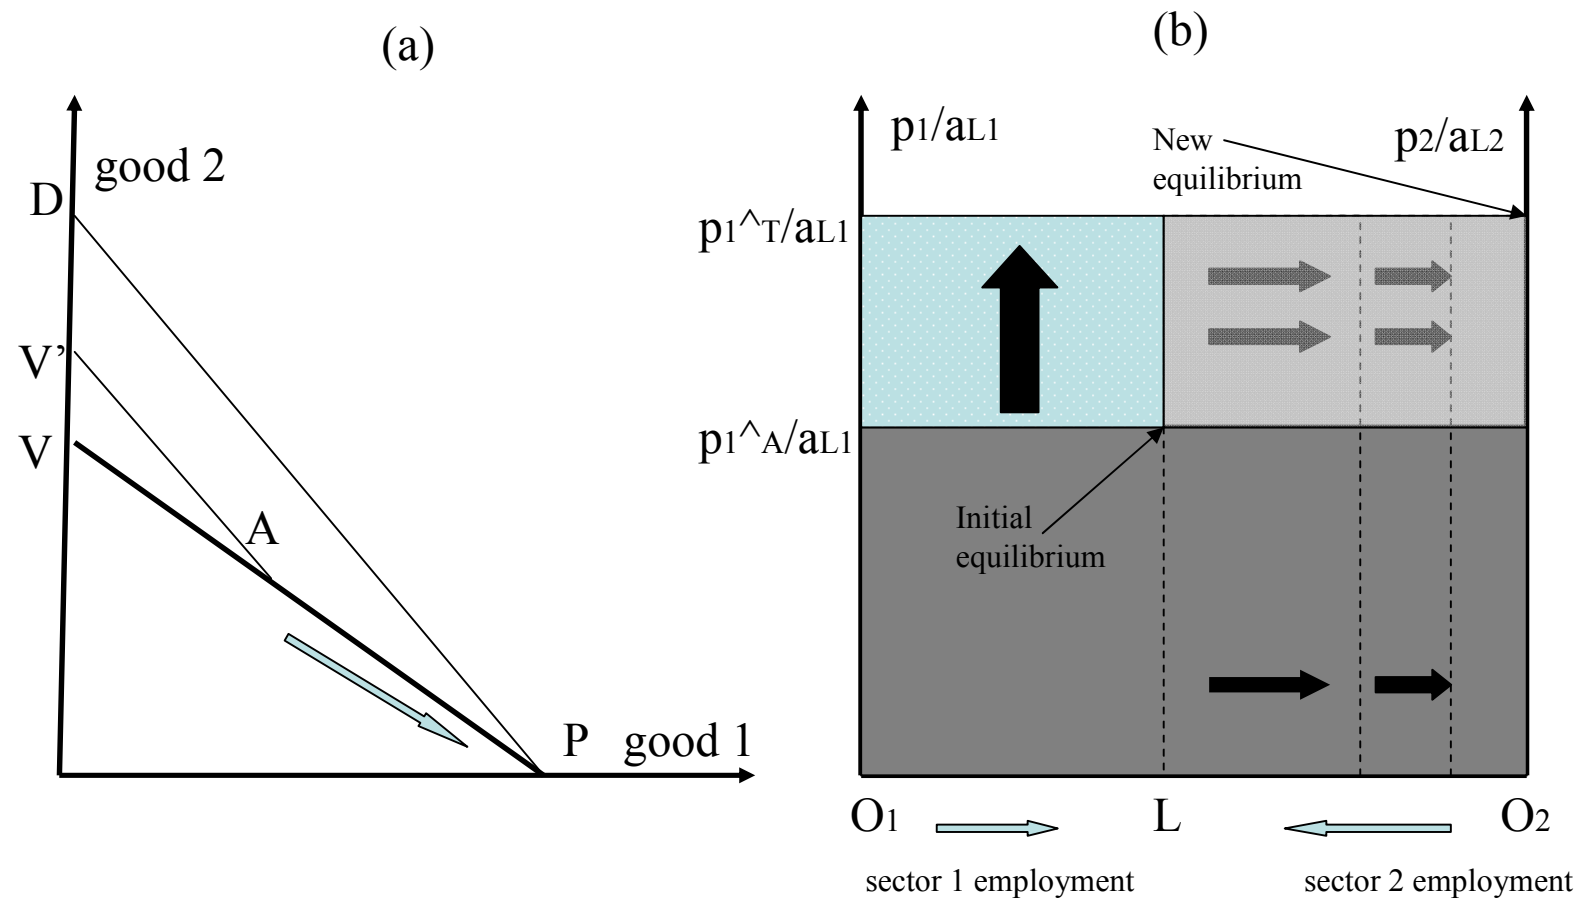 (a)
good 2
D
V’
V
A
P
good 1
(b)
p1/aL1
New
equilibrium
p2/aL2
p1^T/aL1
p1^A/aL1
Initial
equilibrium
O1
L
O2
sector 1 employment
sector 2 employment